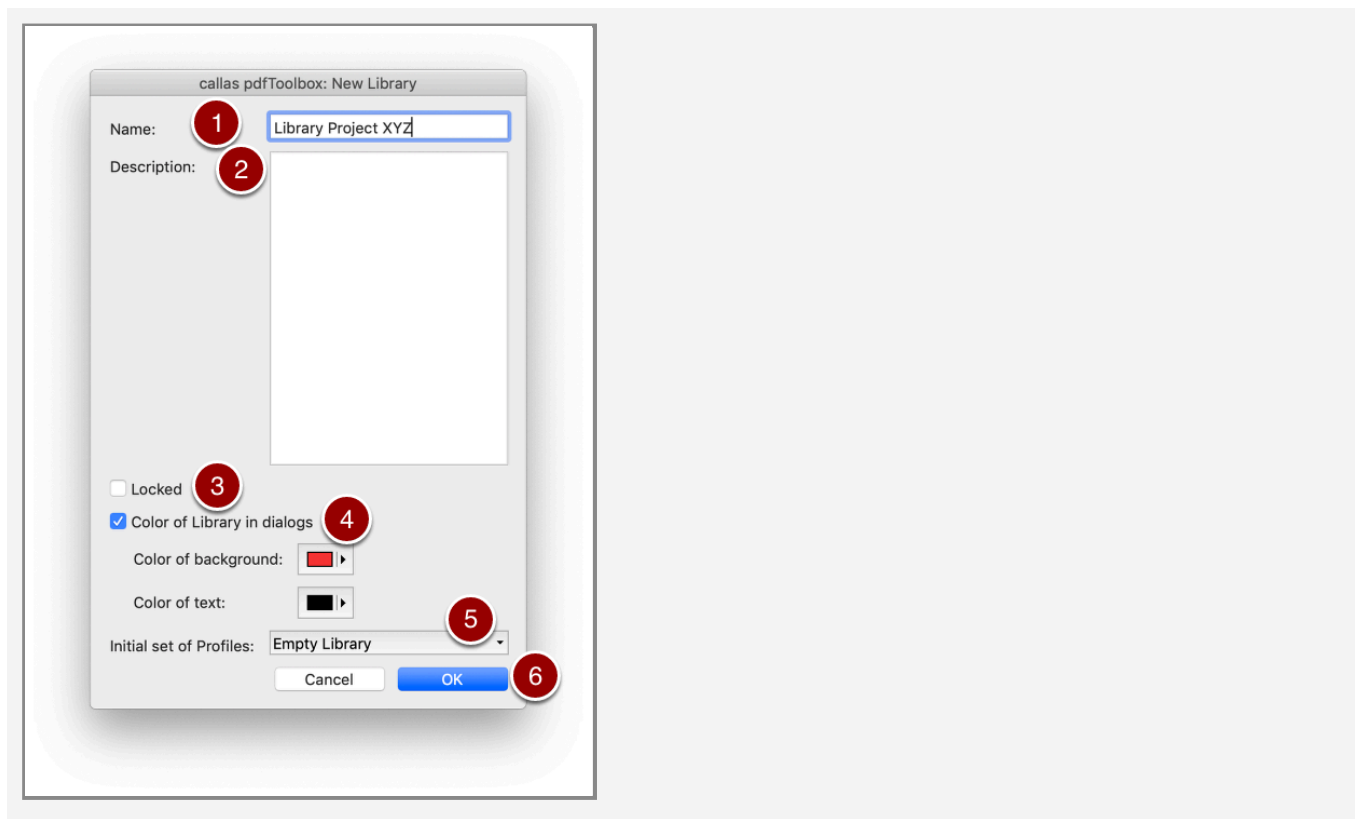 callas pdfToolbox: New Library
Name: 1 Library Project XYZ
Description: 2
Locked 3
Color of Library in dialogs 4
Color of background:
Color of text:
5
Initial set of Profiles: Empty Library
Cancel OK 6